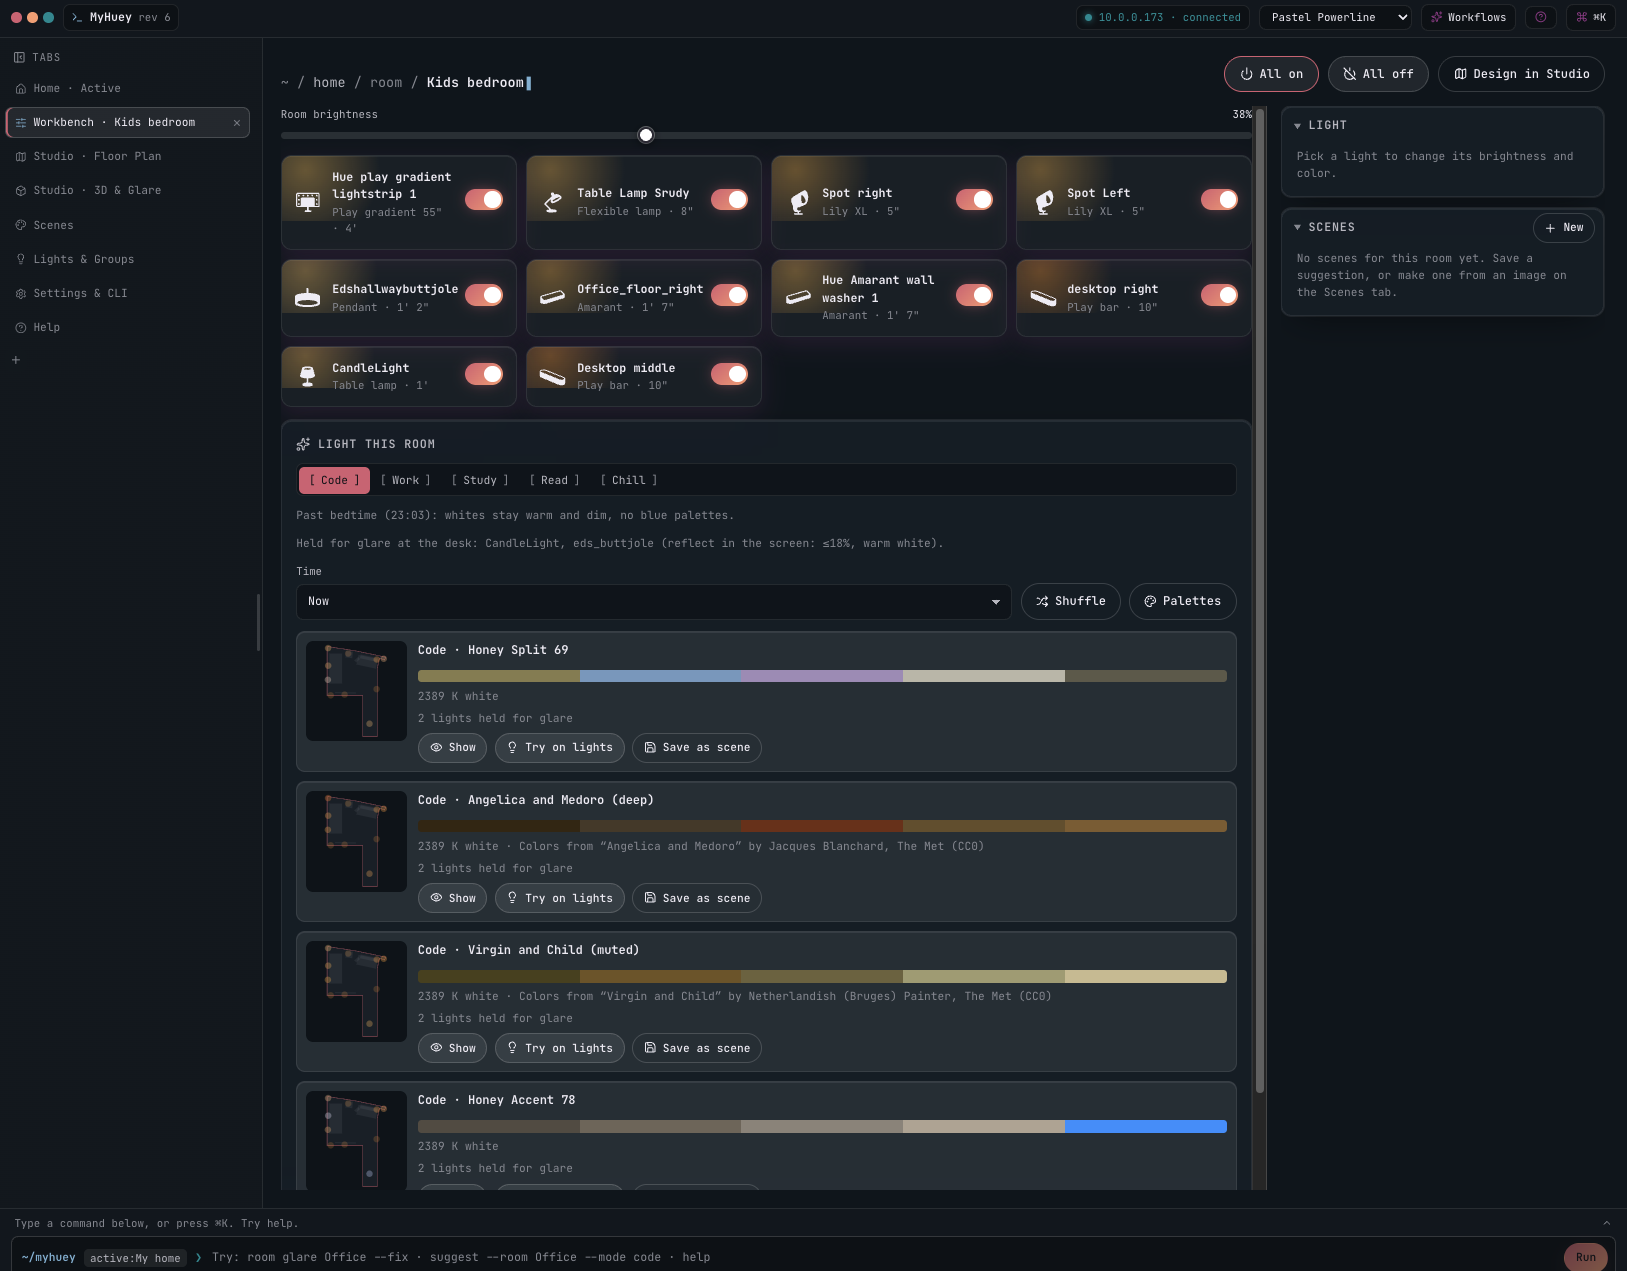 MyHuey rev 6
10.0.0.173 · connected
Pastel Powerline
Workflows
⌘K
TABS
Home · Active
Workbench · Kids bedroom
Studio · Floor Plan
Studio · 3D & Glare
Scenes
Lights & Groups
Settings & CLI
Help
~ / home / room / Kids bedroom
All on
All off
Design in Studio
Room brightness
38%
Hue play gradient
lightstrip 1
Play gradient 55"
· 4'
Table Lamp Srudy
Flexible lamp · 8"
Spot right
Lily XL · 5"
Spot Left
Lily XL · 5"
Edshallwaybuttjole
Pendant · 1' 2"
Office_floor_right
Amarant · 1' 7"
Hue Amarant wall
washer 1
Amarant · 1' 7"
desktop right
Play bar · 10"
CandleLight
Table lamp · 1'
Desktop middle
Play bar · 10"
LIGHT
Pick a light to change its brightness and
color.
SCENES
+ New
No scenes for this room yet. Save a
suggestion, or make one from an image on
the Scenes tab.
LIGHT THIS ROOM
[ Code ] [ Work ] [ Study ] [ Read ] [ Chill ]
Past bedtime (23:03): whites stay warm and dim, no blue palettes.
Held for glare at the desk: CandleLight, eds_buttjole (reflect in the screen: ≤18%, warm white).
Time
Now
Shuffle
Palettes
Code · Honey Split 69
2389 K white
2 lights held for glare
Show
Try on lights
Save as scene
Code · Angelica and Medoro (deep)
2389 K white · Colors from “Angelica and Medoro” by Jacques Blanchard, The Met (CC0)
2 lights held for glare
Show
Try on lights
Save as scene
Code · Virgin and Child (muted)
2389 K white · Colors from “Virgin and Child” by Netherlandish (Bruges) Painter, The Met (CC0)
2 lights held for glare
Show
Try on lights
Save as scene
Code · Honey Accent 78
2389 K white
2 lights held for glare
Type a command below, or press ⌘K. Try help.
~/myhuey active:My home ❯ Try: room glare Office --fix · suggest --room Office --mode code · help
Run